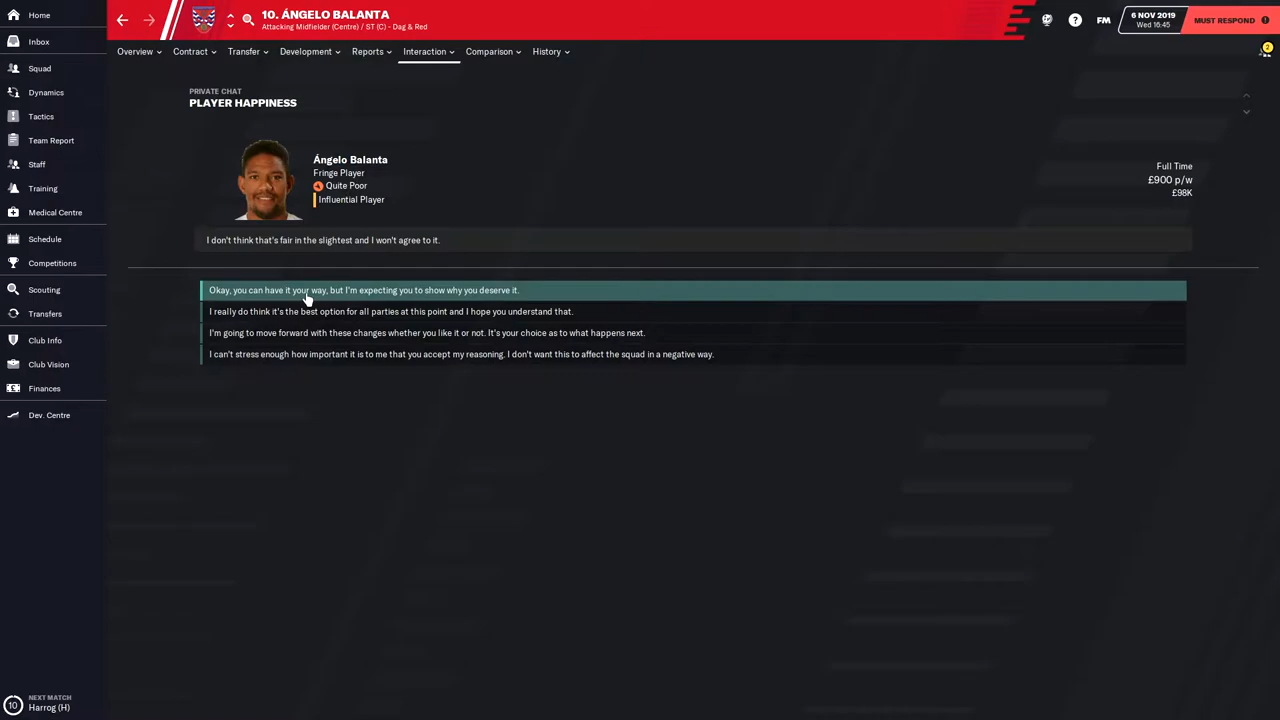 Home
Inbox
Squad
Dynamics
Tactics
Team Report
Staff
Training
Medical Centre
Schedule
Competitions
Scouting
Transfers
Club Info
Club Vision
Finances
Dev. Centre
10
NEXT MATCH
Harrog (H)
10. ÁNGELO BALANTA
Attacking Midfielder (Centre) / ST (C) - Dag & Red
?
FM
6 NOV 2019
Wed 16:45
MUST RESPOND
2
Overview
Contract
Transfer
Development
Reports
Interaction
Comparison
History
PRIVATE CHAT
PLAYER HAPPINESS
Ángelo Balanta
Fringe Player
Quite Poor
Influential Player
Full Time
£900 p/w
£98K
I don't think that's fair in the slightest and I won't agree to it.
Okay, you can have it your way, but I'm expecting you to show why you deserve it.
I really do think it's the best option for all parties at this point and I hope you understand that.
I'm going to move forward with these changes whether you like it or not. It's your choice as to what happens next.
I can't stress enough how important it is to me that you accept my reasoning. I don't want this to affect the squad in a negative way.